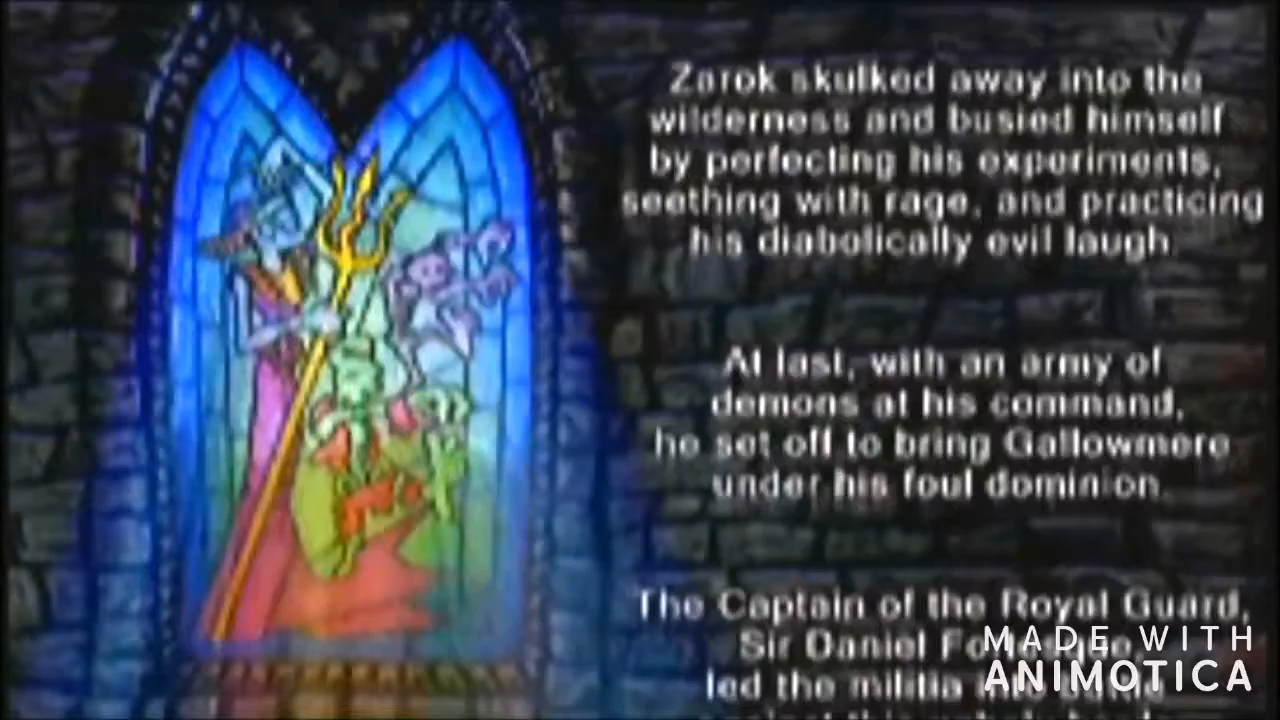 Zarok skulked away into the
wilderness and busied himself
by perfecting his experiments,
seething with rage, and practicing
his diabolically evil laugh.
At last, with an army of
demons at his command,
he set off to bring Gallowmere
under his foul dominion.
The Captain of the Royal Guard,
Sir Daniel
led the militia
MADE WITH
ANIMOTICA